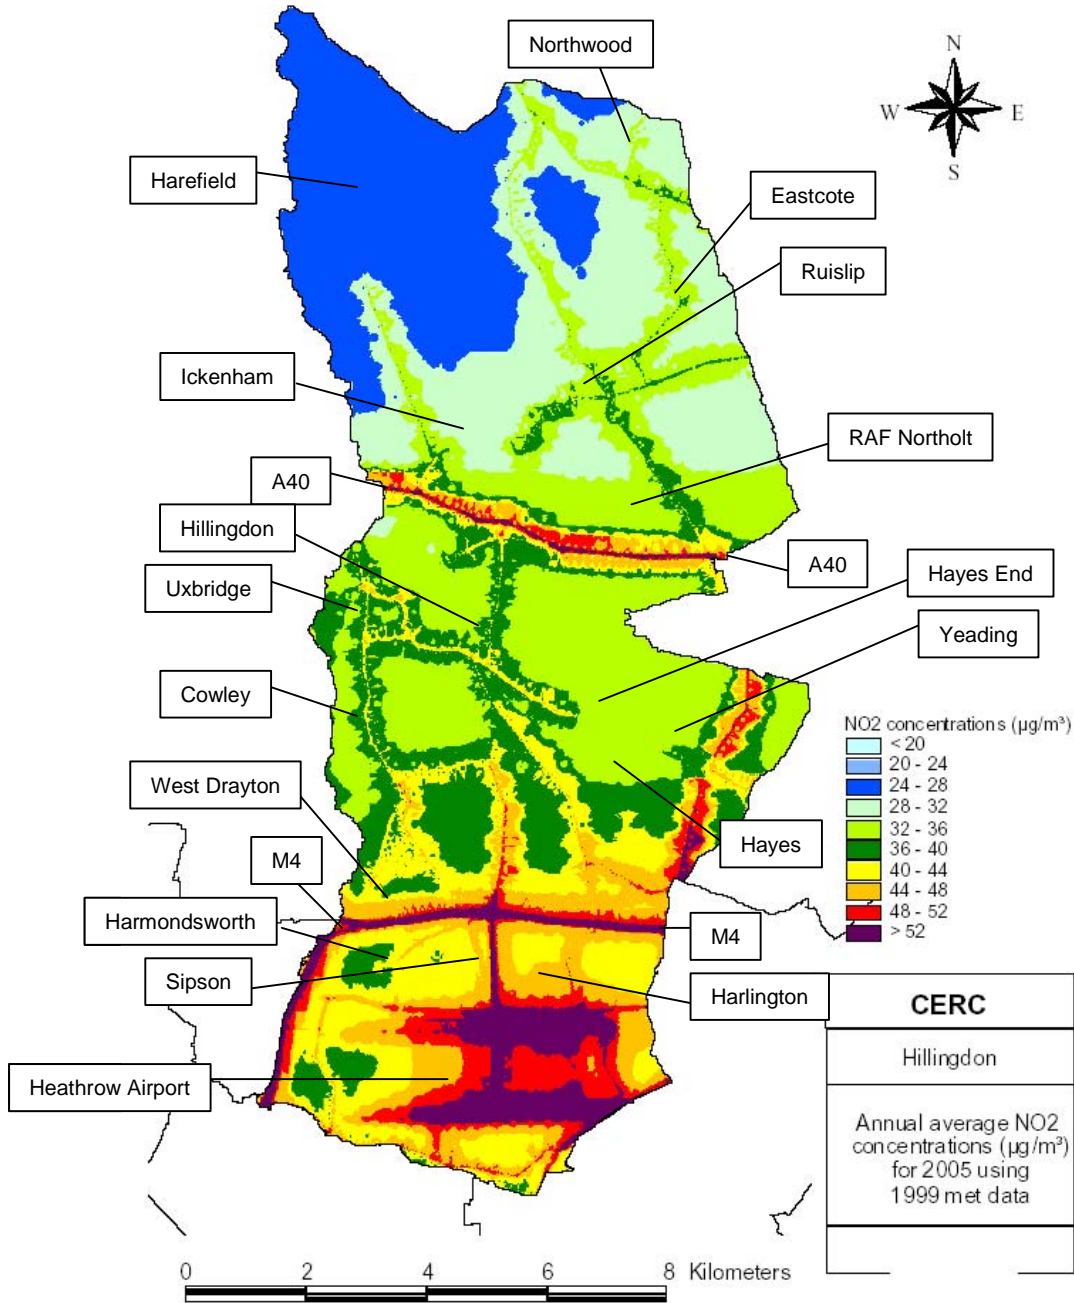 Northwood
N
W
E
S
Harefield
Eastcote
Ruislip
Ickenham
RAF Northolt
A40
Hillingdon
A40
Hayes End
Uxbridge
Yeading
Cowley
NO2 concentrations (µg/m³)
< 20
20 - 24
24 - 28
28 - 32
32 - 36
36 - 40
40 - 44
44 - 48
48 - 52
> 52
West Drayton
Hayes
M4
Harmondsworth
M4
Sipson
Harlington
Heathrow Airport
CERC
Hillingdon
Annual average NO2
concentrations (µg/m³)
for 2005 using
1999 met data
0 2 4 6 8 Kilometers